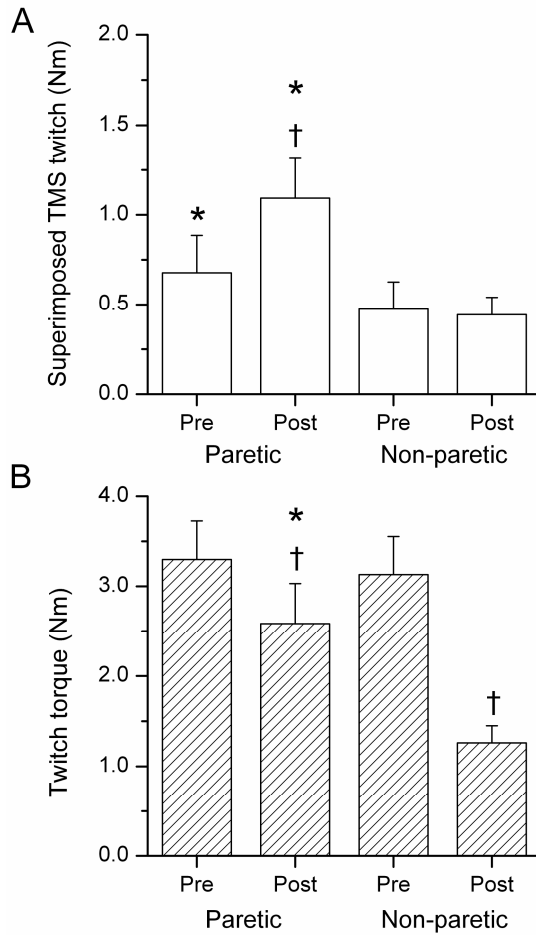 A
Superimposed TMS twitch (Nm)
2.0
1.5
1.0
0.5
0.0
*
*
†
Pre
Post
Pre
Post
Paretic
Non-paretic
B
Twitch torque (Nm)
4.0
3.0
2.0
1.0
0.0
*
†
†
Pre
Post
Pre
Post
Paretic
Non-paretic